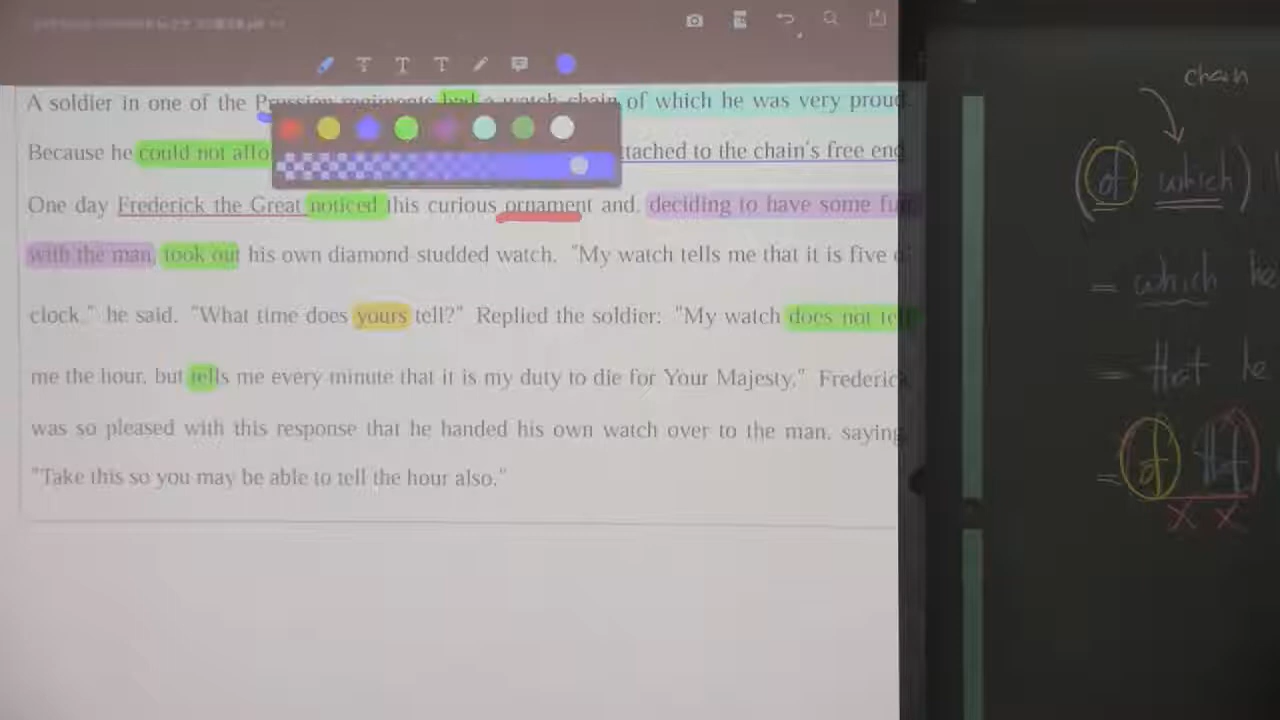 A soldier in one of the Prussian regiments had a watch chain of which he was very proud.
Because he could not allo ttached to the chain's free end
One day Frederick the Great noticed this curious ornament and, deciding to have some fun
with the man, took out his own diamond studded watch. "My watch tells me that it is five o'
clock," he said. "What time does yours tell?" Replied the soldier: "My watch does not tell
me the hour, but tells me every minute that it is my duty to die for Your Majesty." Frederick
was so pleased with this response that he handed his own watch over to the man, saying,
"Take this so you may be able to tell the hour also."
chain
(of which)
= which he
= that he
= of that
X X